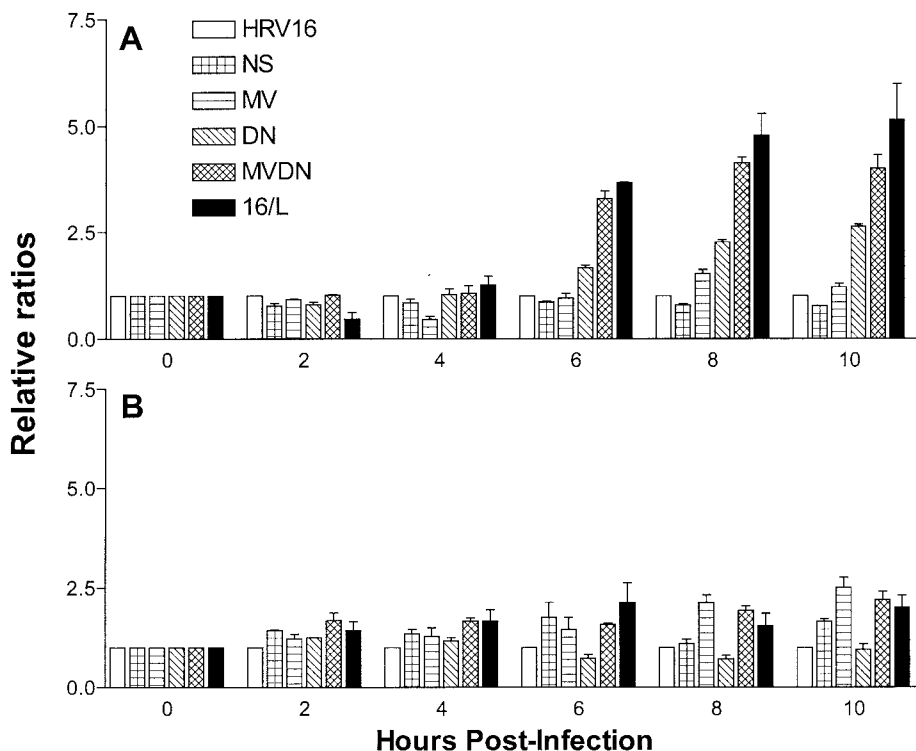 7.5
A
HRV16
NS
MV
DN
MVDN
16/L
5.0
2.5
0.0
0 2 4 6 8 10
Relative ratios
7.5
B
5.0
2.5
0.0
0 2 4 6 8 10
Hours Post-Infection